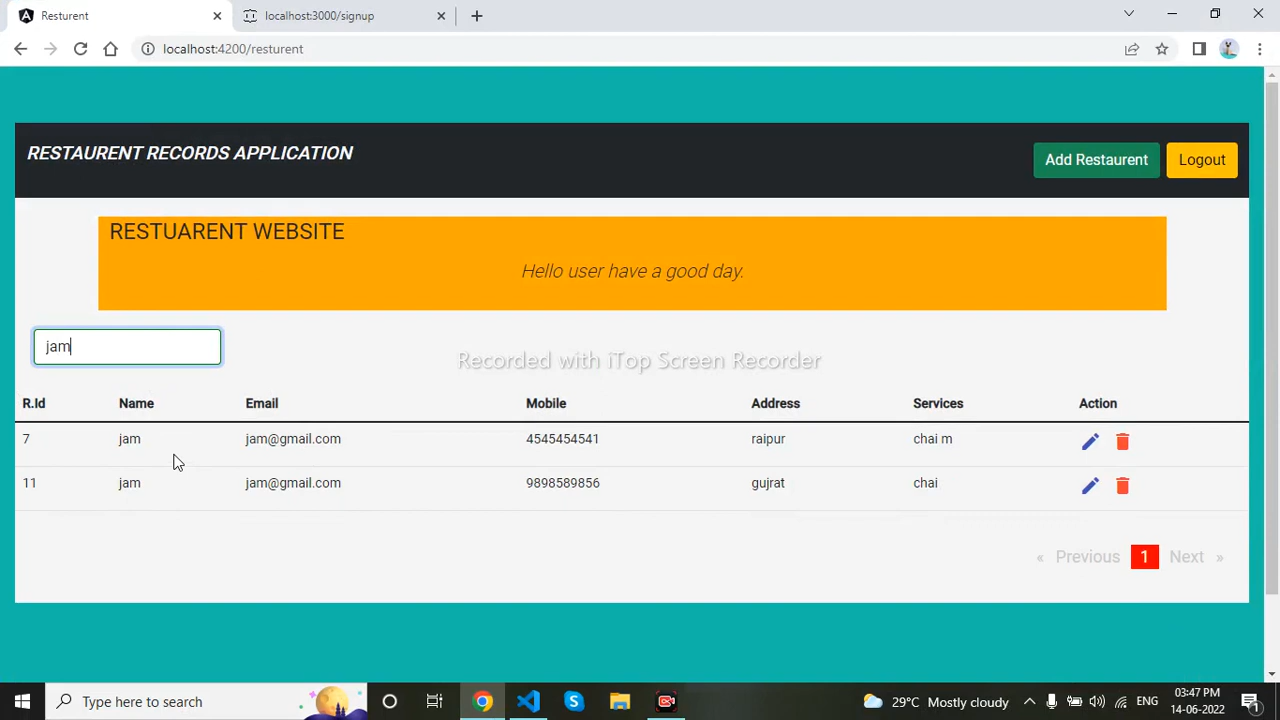 Resturent
localhost:3000/signup
localhost:4200/resturent
RESTAURENT RECORDS APPLICATION
Add Restaurent Logout
RESTUARENT WEBSITE
Hello user have a good day.
jam
Recorded with iTop Screen Recorder
R.Id Name Email Mobile Address Services Action
7 jam jam@gmail.com 4545454541 raipur chai m
11 jam jam@gmail.com 9898589856 gujrat chai
« Previous 1 Next »
Type here to search
29°C Mostly cloudy
ENG
03:47 PM
14-06-2022
1